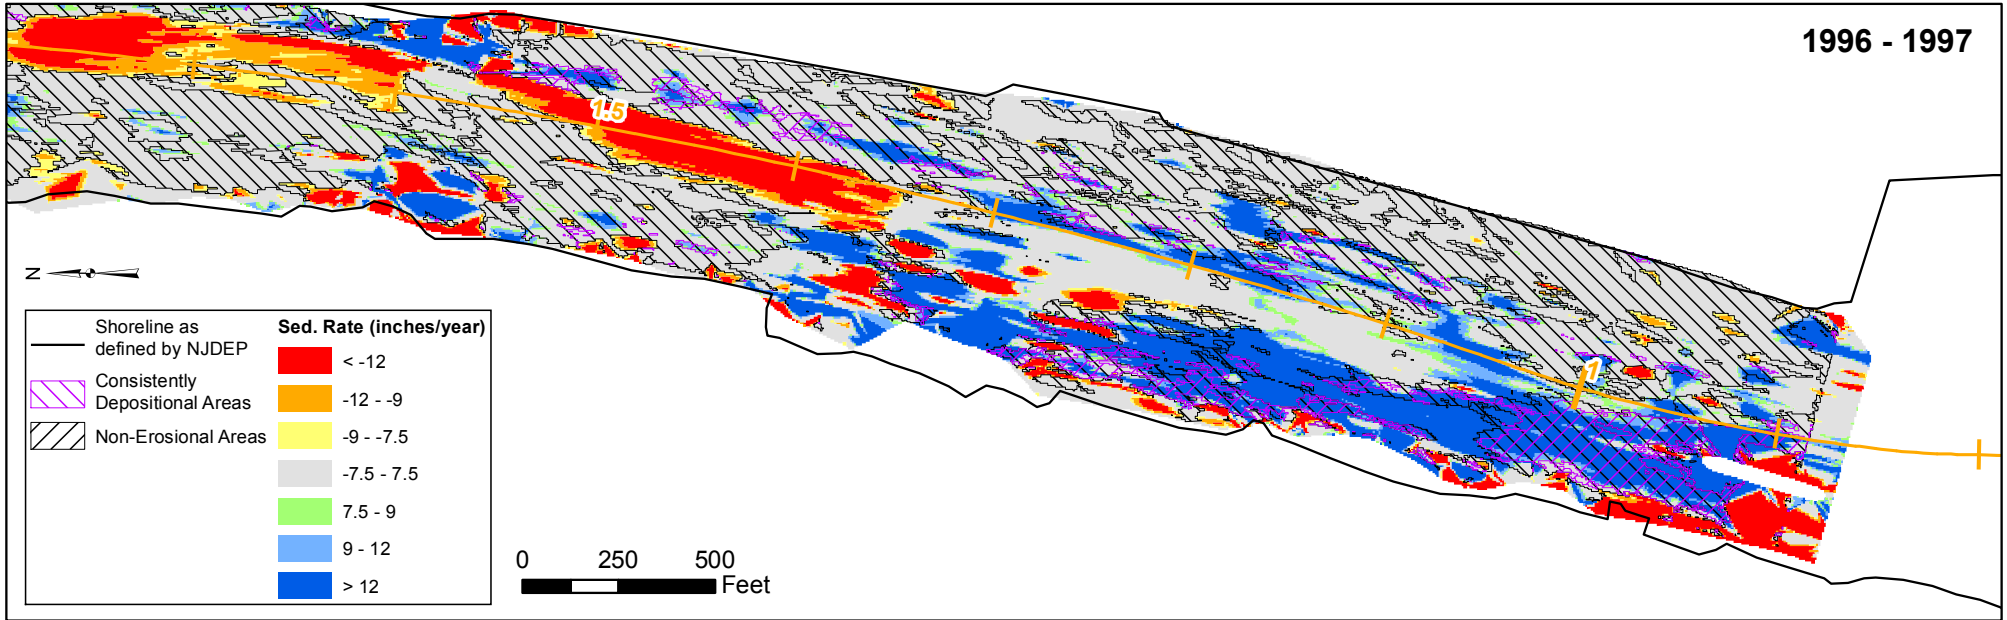 1996 - 1997
1.5
1
N
Shoreline as
defined by NJDEP
Consistently
Depositional Areas
Non-Erosional Areas
Sed. Rate (inches/year)
< -12
-12 - -9
-9 - -7.5
-7.5 - 7.5
7.5 - 9
9 - 12
> 12
0 250 500
Feet